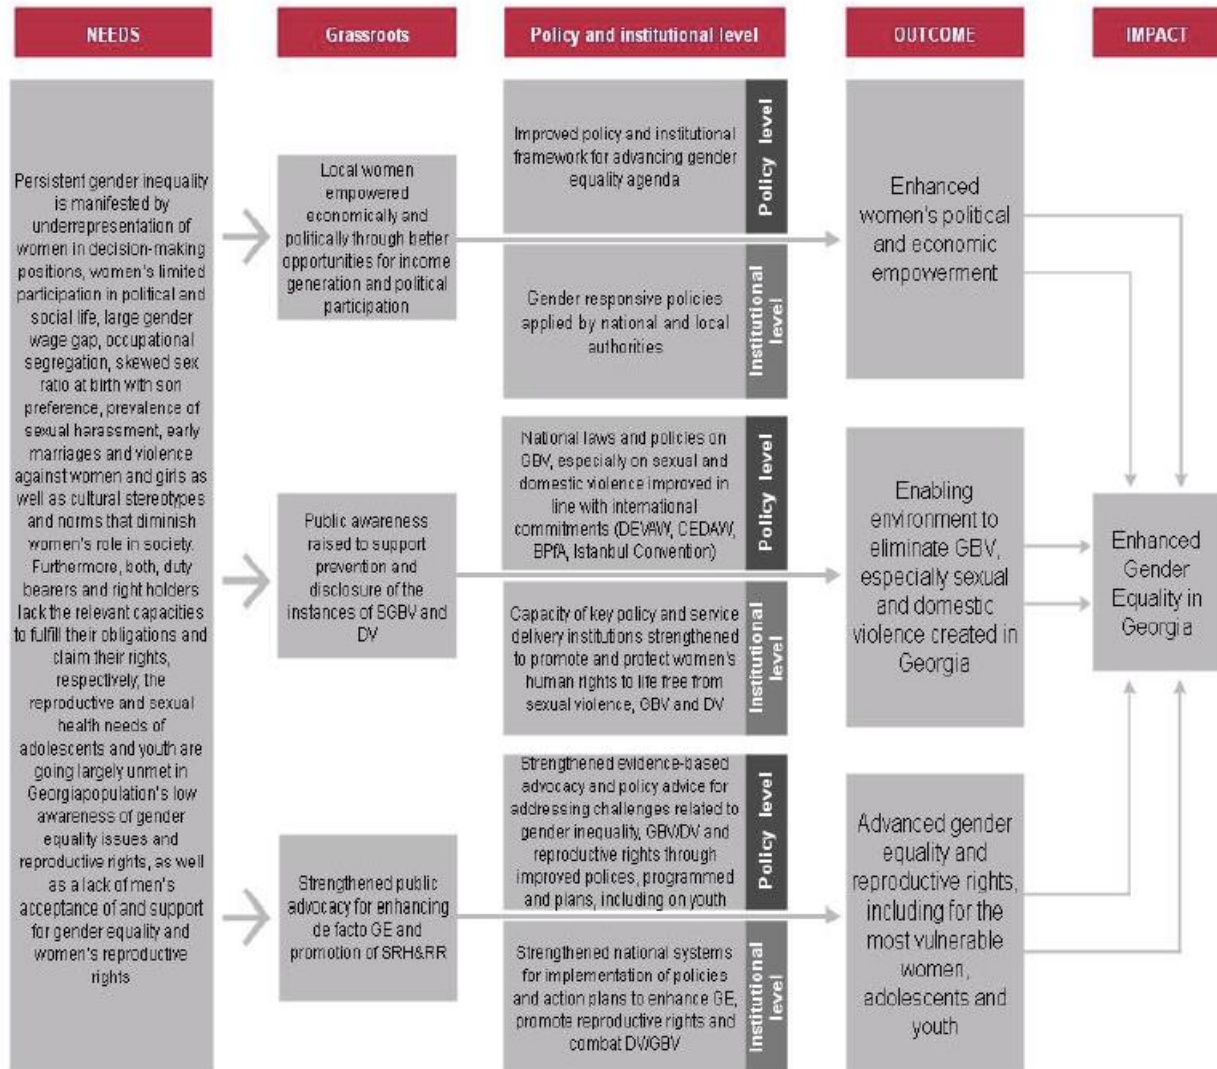 NEEDS
Grassroots
Policy and institutional level
OUTCOME
IMPACT
Persistent gender inequality
is manifested by
underrepresentation of
women in decision-making
positions, women's limited
participation in political and
social life, large gender
wage gap, occupational
segregation, skewed sex
ratio at birth with son
preference, prevalence of
sexual harassment, early
marriages and violence
against women and girls as
well as cultural stereotypes
and norms that diminish
women's role in society.
Furthermore, both, duty
bearers and right holders
lack the relevant capacities
to fulfill their obligations and
claim their rights,
respectively, the
reproductive and sexual
health needs of
adolescents and youth are
going largely unmet in
Georgiapopulation's low
awareness of gender
equality issues and
reproductive rights, as well
as a lack of men's
acceptance of and support
for gender equality and
women's reproductive
rights
Local women
empowered
economically and
politically through better
opportunities for income
generation and political
participation
Improved policy and institutional
framework for advancing gender
equality agenda
Policy level
Gender responsive policies
applied by national and local
authorities
Institutional
level
Enhanced
women's political
and economic
empowerment
Public awareness
raised to support
prevention and
disclosure of the
instances of SGBV and
DV
National laws and policies on
GBV, especially on sexual and
domestic violence improved in
line with international
commitments (DEVAW, CEDAW,
BPfA, Istanbul Convention)
Policy level
Capacity of key policy and service
delivery institutions strengthened
to promote and protect women's
human rights to life free from
sexual violence, GBV and DV
Institutional
level
Enabling
environment to
eliminate GBV,
especially sexual
and domestic
violence created in
Georgia
Strengthened public
advocacy for enhancing
de facto GE and
promotion of SRH&RR
Strengthened evidence-based
advocacy and policy advice for
addressing challenges related to
gender inequality, GBV/DV and
reproductive rights through
improved polices, programmed
and plans, including on youth
Policy level
Strengthened national systems
for implementation of policies
and action plans to enhance GE,
promote reproductive rights and
combat DV/GBV
Institutional
level
Advanced gender
equality and
reproductive rights,
including for the
most vulnerable
women,
adolescents and
youth
Enhanced
Gender
Equality in
Georgia